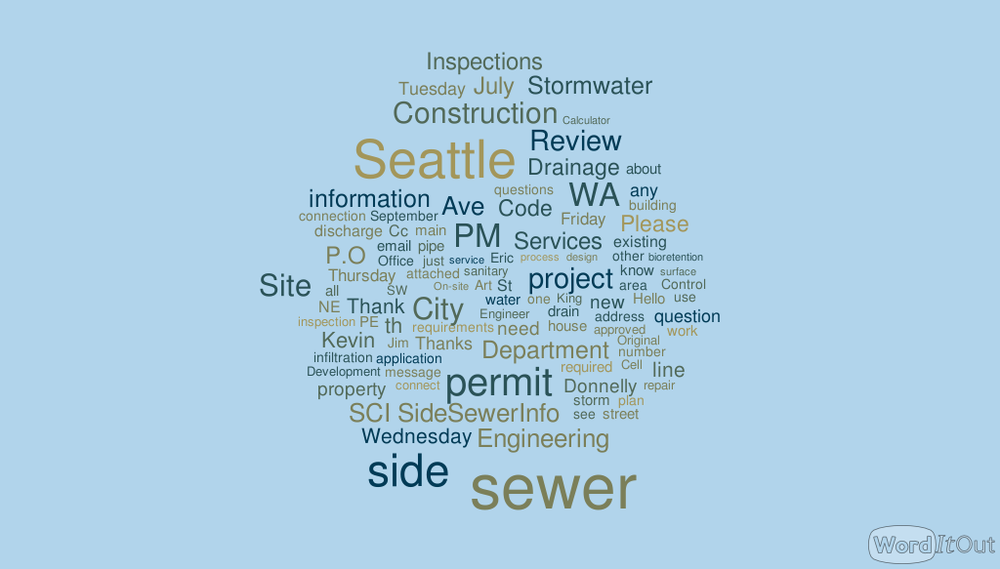 Inspections
Tuesday July Stormwater
Construction Calculator
Seattle Review
Drainage about
questions WA any
information Ave Code building
connection September Friday Please
discharge Cc main PM Services existing
P.O email pipe other bioretention
Office just service Eric process design
Thursday attached sanitary project know surface
Site all SW On-site Art St area Control
NE Thank City water one King new Hello use
Engineer drain address question
inspection PE th requirements need house approved work
Kevin Jim Thanks Department Original
number
infiltration application required Cell line
Development message permit
property connect Donnelly repair
storm plan
SCI SideSewerInfo see street
Wednesday Engineering
side sewer
WordItOut